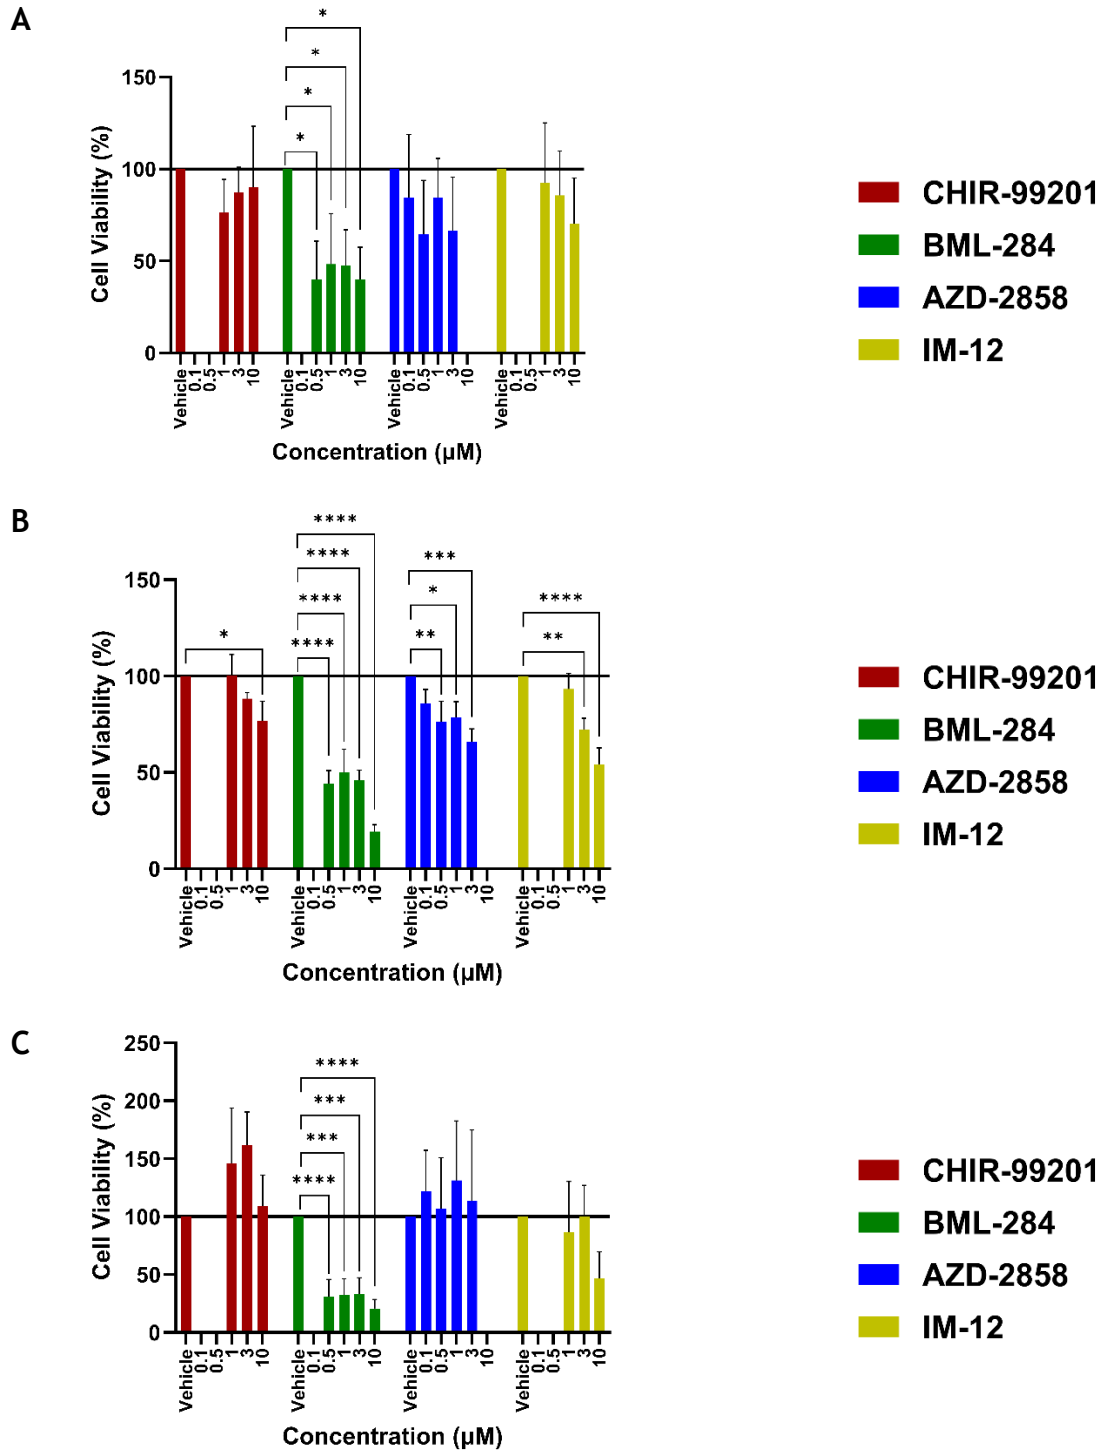 A
*
*
*
*
150
100
50
0
Cell Viability (%)
Vehicle 0.1 0.5 1 3 10 Vehicle 0.1 0.5 1 3 10 Vehicle 0.1 0.5 1 3 10 Vehicle 0.1 0.5 1 3 10
Concentration (µM)
CHIR-99201
BML-284
AZD-2858
IM-12
B
****
****
****
****
***
*
**
****
**
*
150
100
50
0
Cell Viability (%)
Vehicle 0.1 0.5 1 3 10 Vehicle 0.1 0.5 1 3 10 Vehicle 0.1 0.5 1 3 10 Vehicle 0.1 0.5 1 3 10
Concentration (µM)
CHIR-99201
BML-284
AZD-2858
IM-12
C
****
***
***
****
250
200
150
100
50
0
Cell Viability (%)
Vehicle 0.1 0.5 1 3 10 Vehicle 0.1 0.5 1 3 10 Vehicle 0.1 0.5 1 3 10 Vehicle 0.1 0.5 1 3 10
Concentration (µM)
CHIR-99201
BML-284
AZD-2858
IM-12